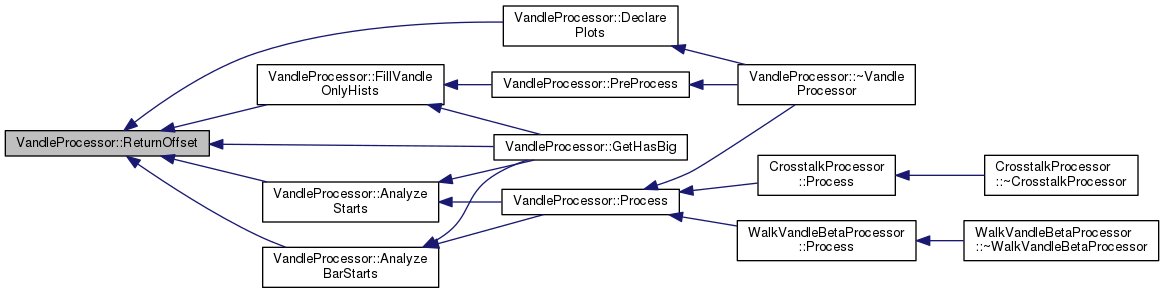 VandleProcessor::ReturnOffset
VandleProcessor::Declare
Plots
VandleProcessor::FillVandle
OnlyHists
VandleProcessor::PreProcess
VandleProcessor::~Vandle
Processor
VandleProcessor::GetHasBig
VandleProcessor::Analyze
Starts
VandleProcessor::Process
CrosstalkProcessor
::Process
CrosstalkProcessor
::~CrosstalkProcessor
VandleProcessor::Analyze
BarStarts
WalkVandleBetaProcessor
::Process
WalkVandleBetaProcessor
::~WalkVandleBetaProcessor